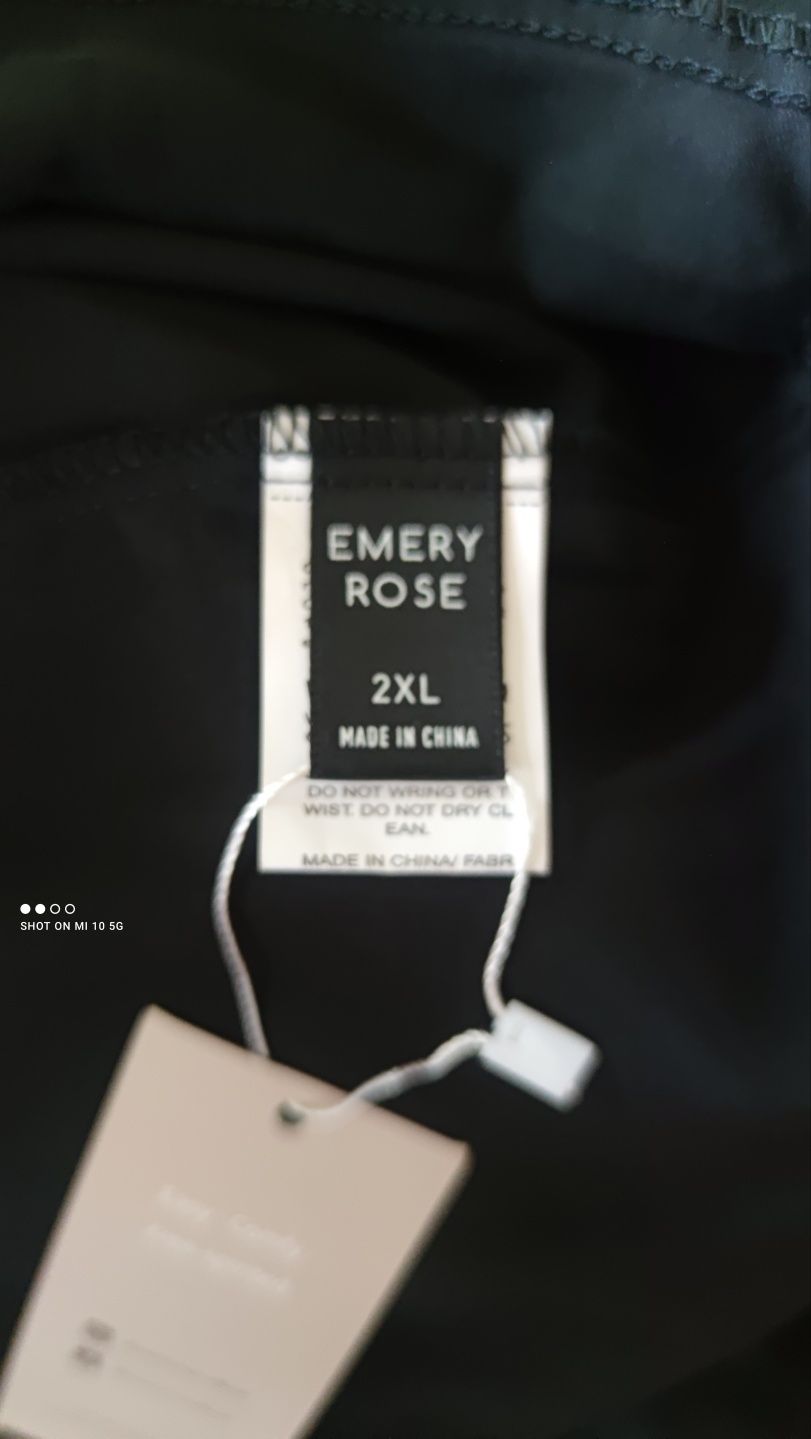 EMERY
ROSE
2XL
MADE IN CHINA
DO NOT WRING OR T
WIST. DO NOT DRY CL
EAN.
MADE IN CHINA/ FABR
SHOT ON MI 10 5G